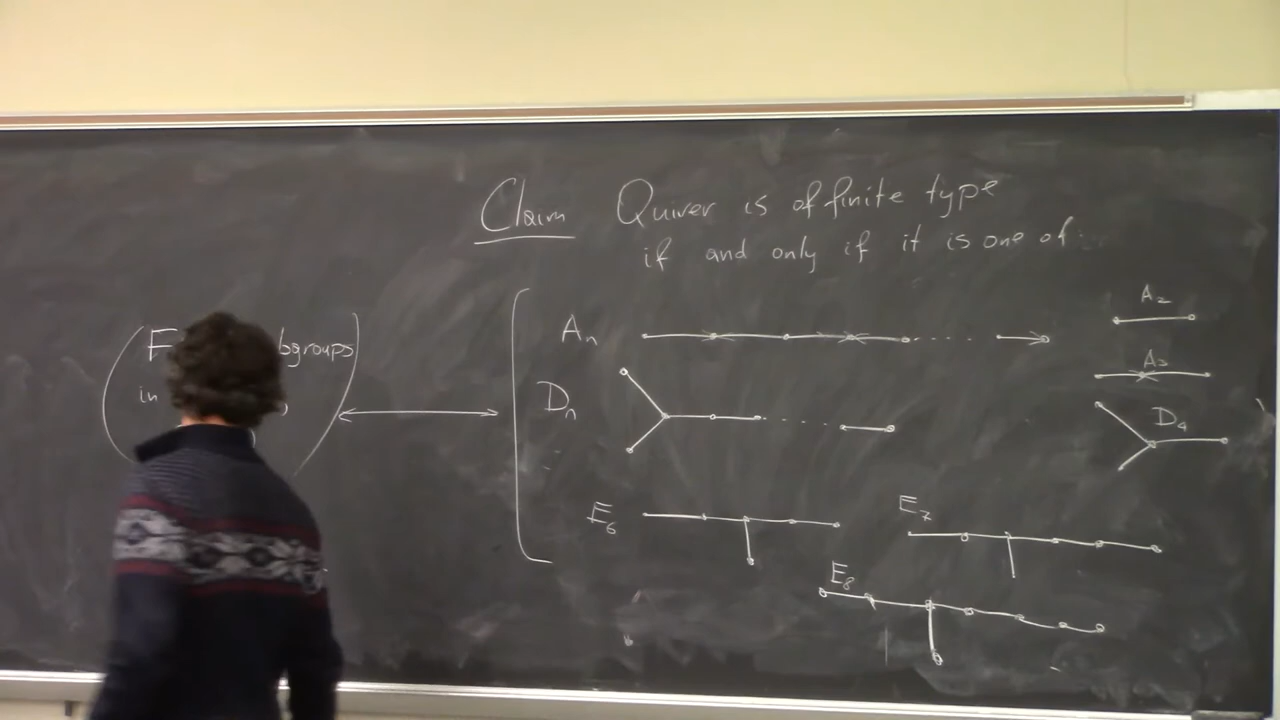 Claim Quiver is of finite type
if and only if it is one of:
bgroups
in
An
A2
A3
Dn
D4
E6
E7
E8